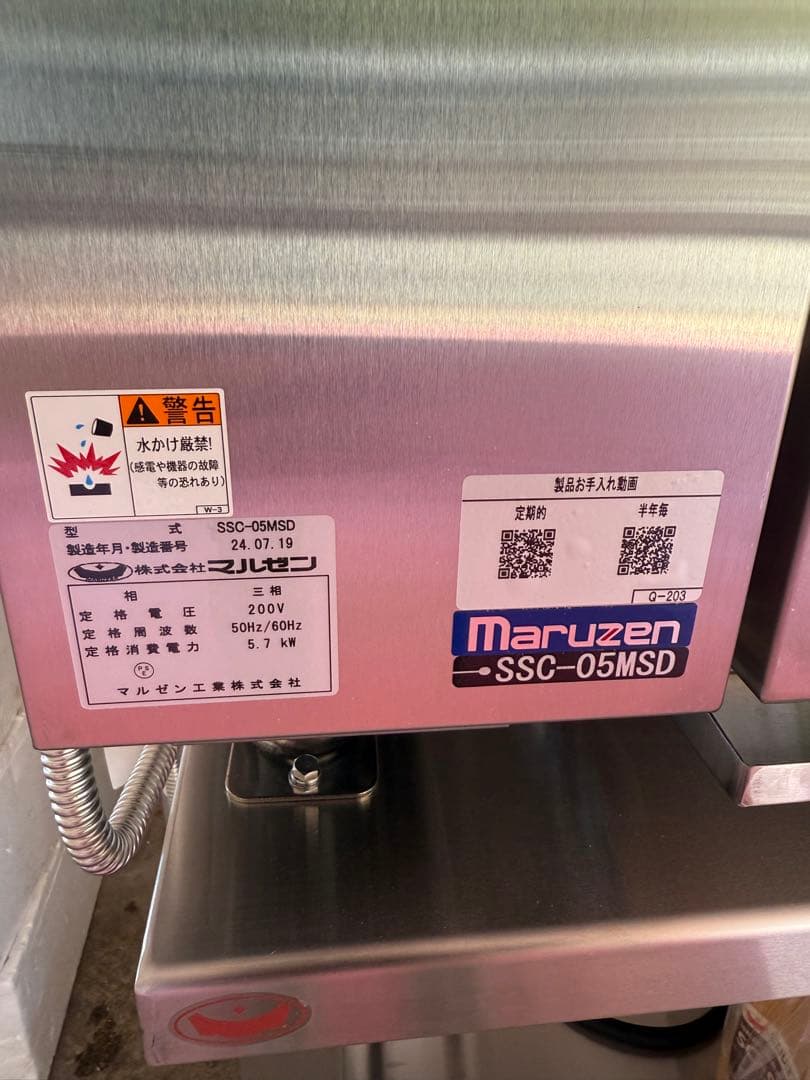 警告
水かけ厳禁!
(感電や機器の故障
等の恐れあり)
W-3
型 式 SSC-05MSD
製造年月・製造番号 24.07.19
株式会社マルゼン
相 三相
定格電圧 200V
定格周波数 50Hz/60Hz
定格消費電力 5.7 kW
PSE
マルゼン工業株式会社
製品お手入れ動画
定期的 半年毎
Q-203
maruzen
SSC-05MSD